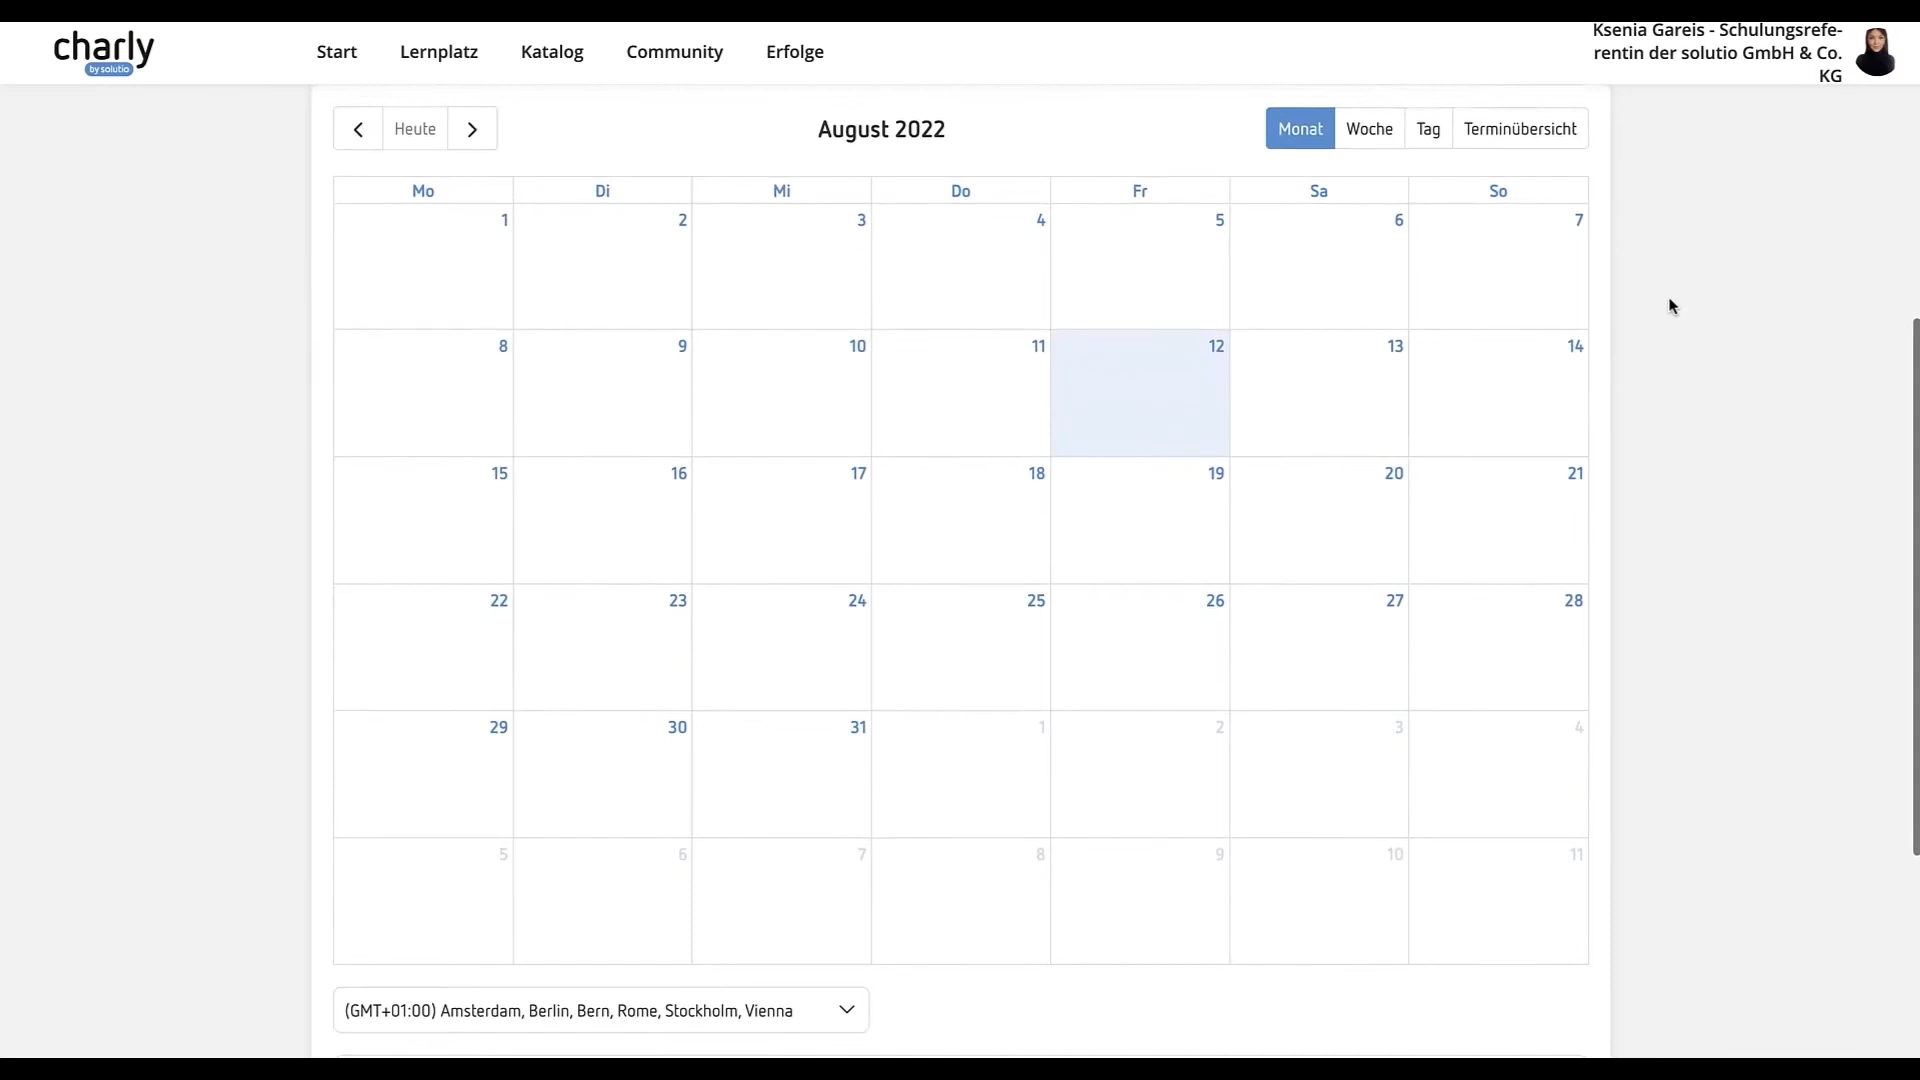 charly
by solutio
Start Lernplatz Katalog Community Erfolge
Ksenia Gareis - Schulungsrefe-
rentin der solutio GmbH & Co.
KG
Heute
August 2022
Monat Woche Tag Terminübersicht
Mo Di Mi Do Fr Sa So
1 2 3 4 5 6 7
8 9 10 11 12 13 14
15 16 17 18 19 20 21
22 23 24 25 26 27 28
29 30 31 1 2 3 4
5 6 7 8 9 10 11
(GMT+01:00) Amsterdam, Berlin, Bern, Rome, Stockholm, Vienna